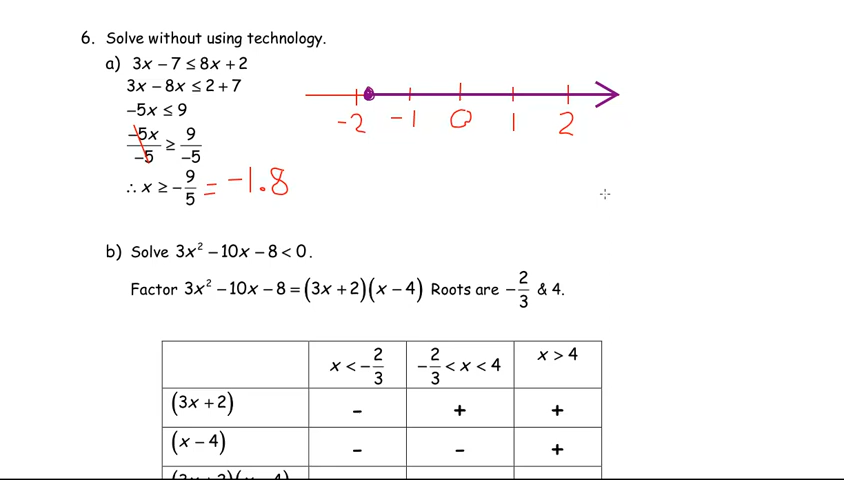 6. Solve without using technology.
a) 3x − 7 ≤ 8x + 2
3x − 8x ≤ 2 + 7
−5x ≤ 9
−5x/−5 ≥ 9/−5
∴ x ≥ −9/5 = −1.8
−2 −1 0 1 2
b) Solve 3x² − 10x − 8 < 0.
Factor 3x² − 10x − 8 = (3x + 2)(x − 4) Roots are −2/3 & 4.
x < −2/3 −2/3 < x < 4 x > 4
(3x + 2) - + +
(x − 4) - - +